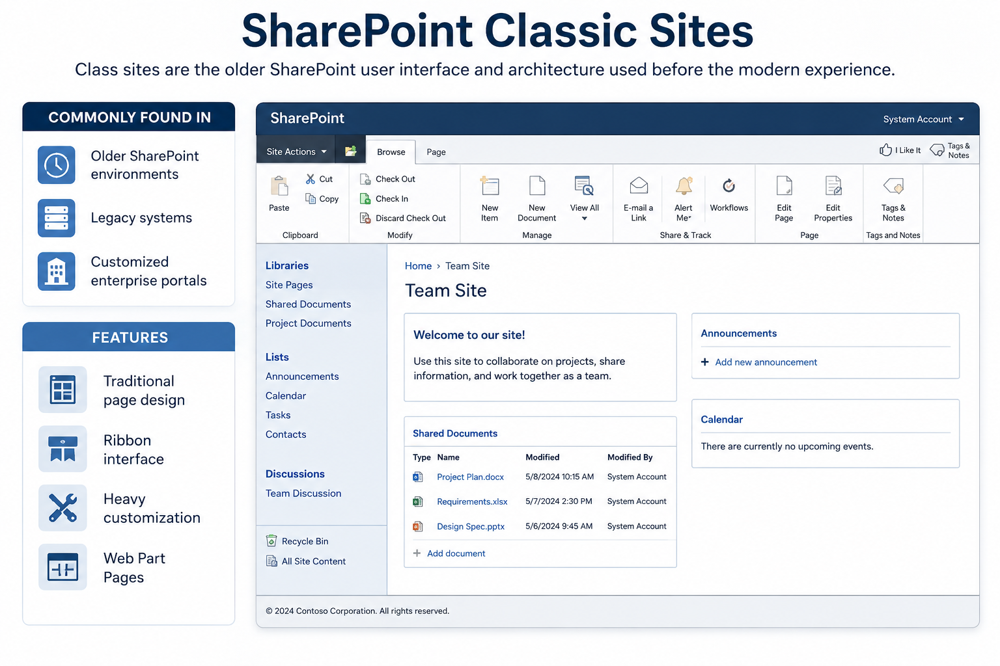 SharePoint Classic Sites
Class sites are the older SharePoint user interface and architecture used before the modern experience.
COMMONLY FOUND IN
Older SharePoint
environments
Legacy systems
Customized
enterprise portals
FEATURES
Traditional
page design
Ribbon
interface
Heavy
customization
Web Part
Pages
SharePoint
System Account
Site Actions
Browse
Page
I Like It
Tags &
Notes
Paste
Cut
Copy
Clipboard
Check Out
Check In
Discard Check Out
Modify
New
Item
New
Document
View All
Manage
E-mail a
Link
Alert
Me
Workflows
Share & Track
Edit
Page
Edit
Properties
Page
Tags &
Notes
Tags and Notes
Libraries
Site Pages
Shared Documents
Project Documents
Lists
Announcements
Calendar
Tasks
Contacts
Discussions
Team Discussion
Recycle Bin
All Site Content
Home › Team Site
Team Site
Welcome to our site!
Use this site to collaborate on projects, share
information, and work together as a team.
Shared Documents
Type Name Modified Modified By
Project Plan.docx 5/8/2024 10:15 AM System Account
Requirements.xlsx 5/7/2024 2:30 PM System Account
Design Spec.pptx 5/6/2024 9:45 AM System Account
+ Add document
Announcements
+ Add new announcement
Calendar
There are currently no upcoming events.
© 2024 Contoso Corporation. All rights reserved.